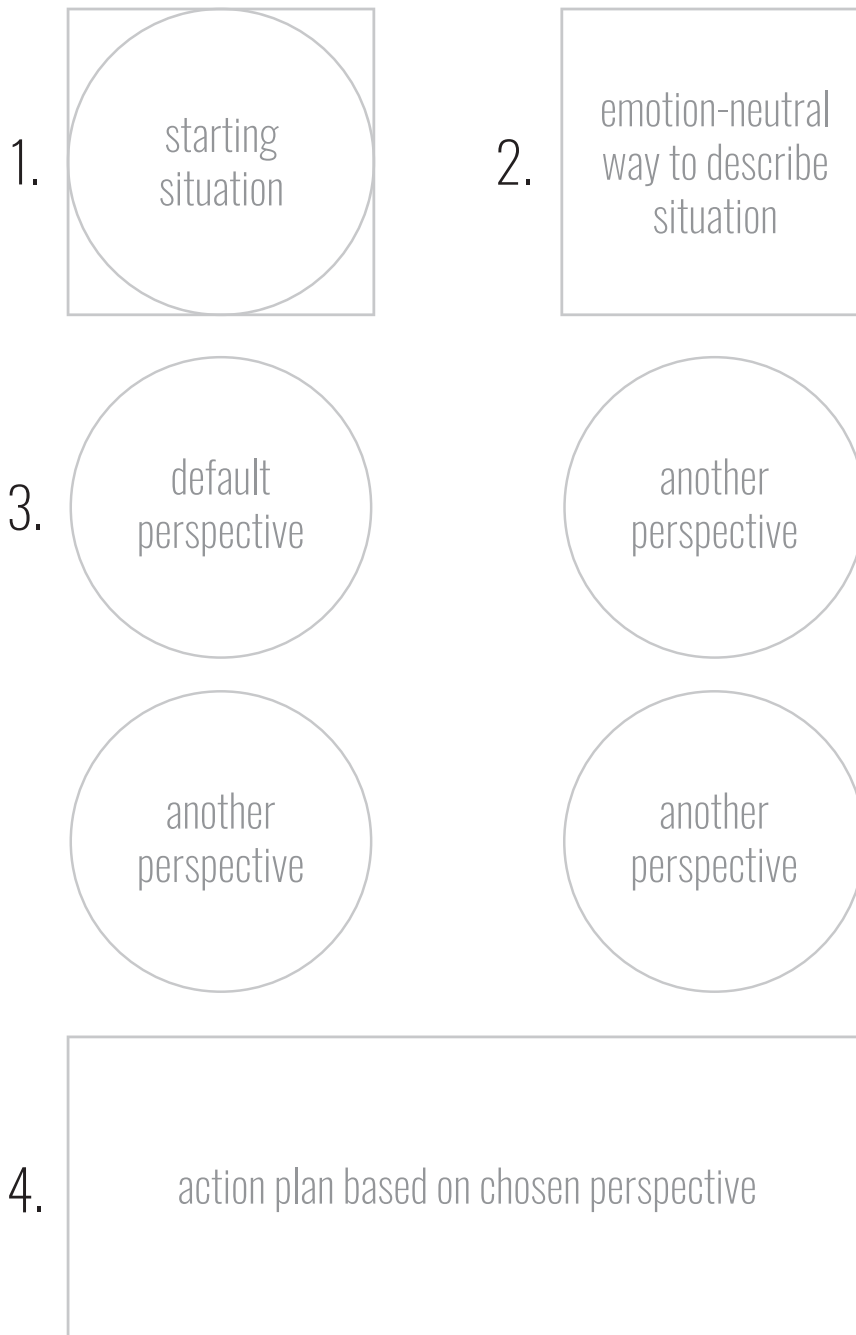 1.
starting
situation
2.
emotion-neutral
way to describe
situation
3.
default
perspective
another
perspective
another
perspective
another
perspective
4.
action plan based on chosen perspective